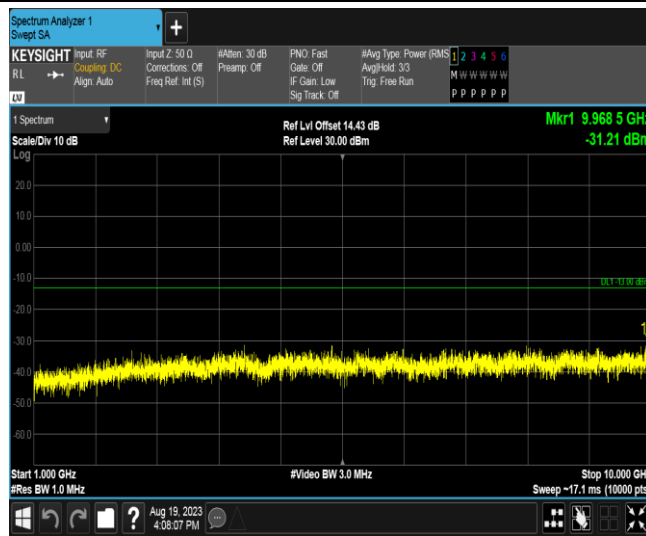 Spectrum Analyzer 1
Swept SA
+
KEYSIGHT
RL
LXI
Input: RF
Coupling: DC
Align: Auto
Input Z: 50 Ω
Corrections: Off
Freq Ref: Int (S)
#Atten: 30 dB
Preamp: Off
PNO: Fast
Gate: Off
IF Gain: Low
Sig Track: Off
#Avg Type: Power (RMS
Avg|Hold: 3/3
Trig: Free Run
1 2 3 4 5 6
M W W W W W
P P P P P P
1 Spectrum
Scale/Div 10 dB
Log
Ref Lvl Offset 14.43 dB
Ref Level 30.00 dBm
Mkr1 9.968 5 GHz
-31.21 dBm
20.0
10.0
0.00
-10.0
DL1 -13.00 dBm
-20.0
1
-30.0
-40.0
-50.0
-60.0
Start 1.000 GHz
#Res BW 1.0 MHz
#Video BW 3.0 MHz
Stop 10.000 GH
Sweep ~17.1 ms (10000 pts
?
Aug 19, 2023
4:08:07 PM